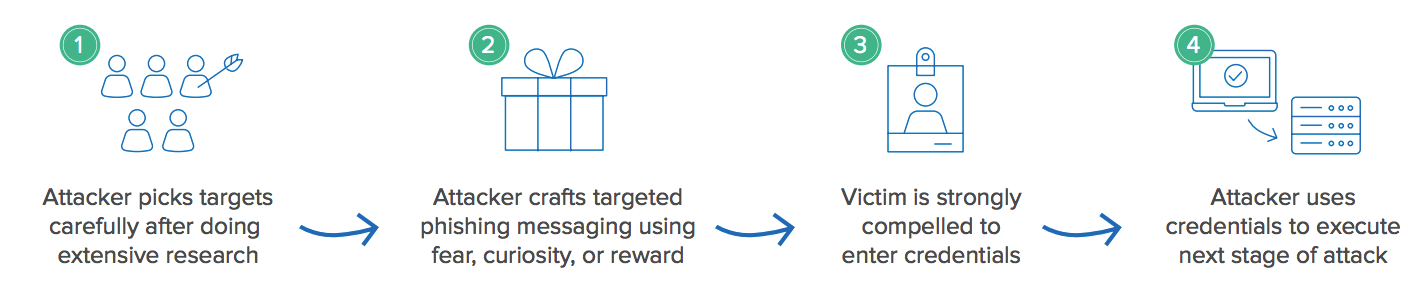 1
Attacker picks targets
carefully after doing
extensive research
2
Attacker crafts targeted
phishing messaging using
fear, curiosity, or reward
3
Victim is strongly
compelled to
enter credentials
4
Attacker uses
credentials to execute
next stage of attack